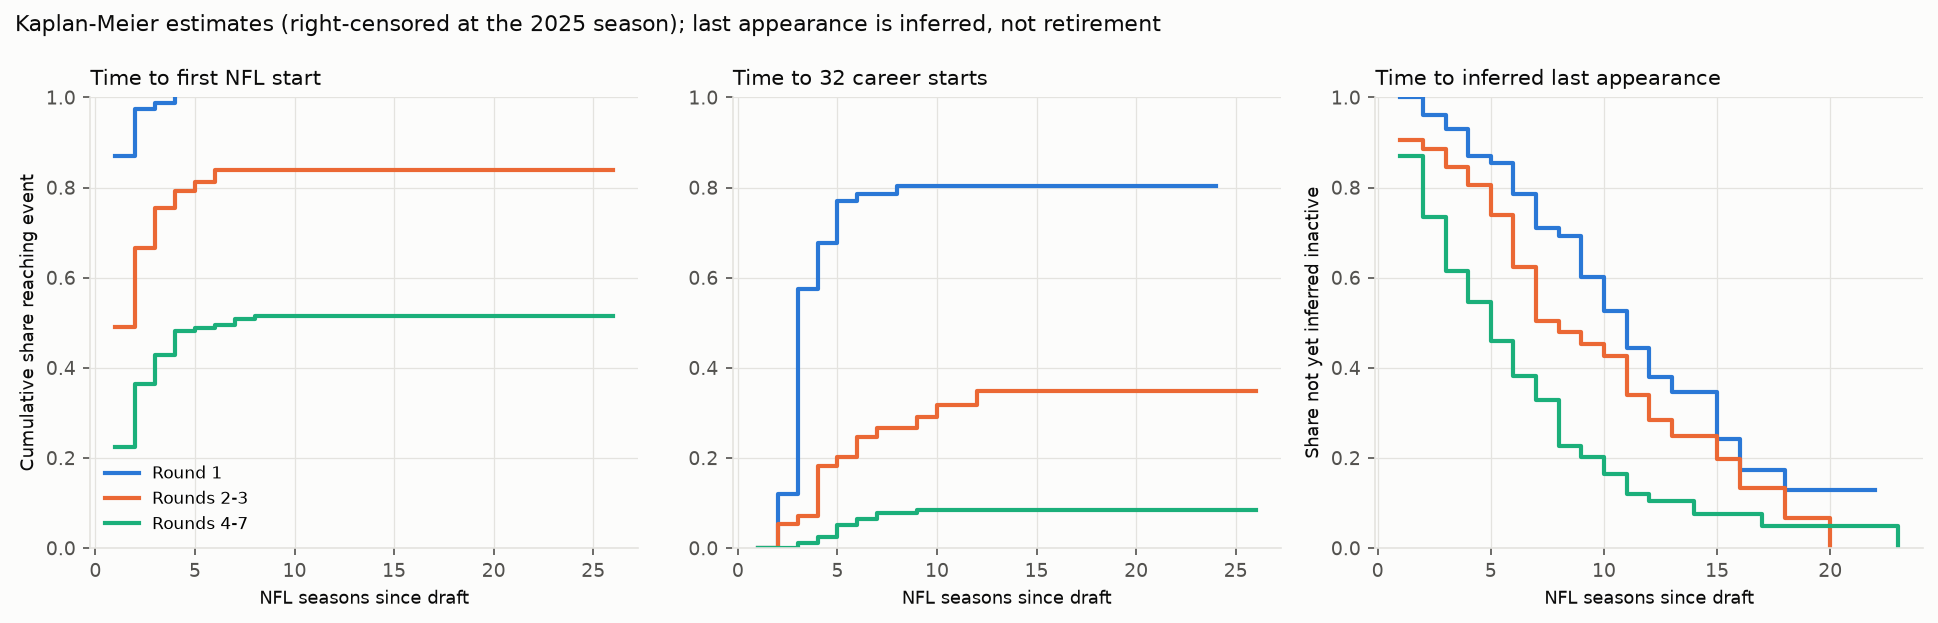 Kaplan-Meier estimates (right-censored at the 2025 season); last appearance is inferred, not retirement
Time to first NFL start
Cumulative share reaching event
1.0
0.8
0.6
0.4
0.2
0.0
Round 1
Rounds 2-3
Rounds 4-7
0 5 10 15 20 25
NFL seasons since draft
Time to 32 career starts
1.0
0.8
0.6
0.4
0.2
0.0
0 5 10 15 20 25
NFL seasons since draft
Time to inferred last appearance
Share not yet inferred inactive
1.0
0.8
0.6
0.4
0.2
0.0
0 5 10 15 20
NFL seasons since draft